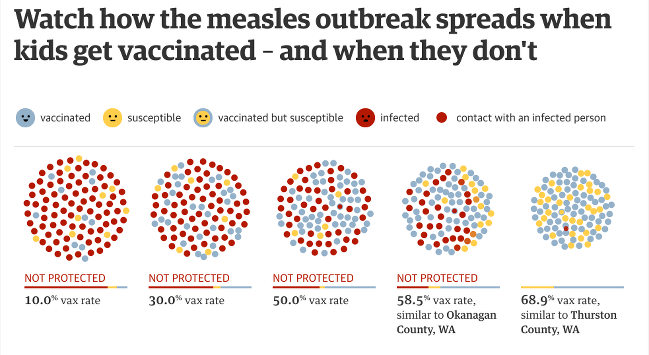 Watch how the measles outbreak spreads when
kids get vaccinated – and when they don't
vaccinated
susceptible
vaccinated but susceptible
infected
contact with an infected person
NOT PROTECTED
10.0% vax rate
NOT PROTECTED
30.0% vax rate
NOT PROTECTED
50.0% vax rate
NOT PROTECTED
58.5% vax rate,
similar to Okanagan
County, WA
68.9% vax rate,
similar to Thurston
County, WA